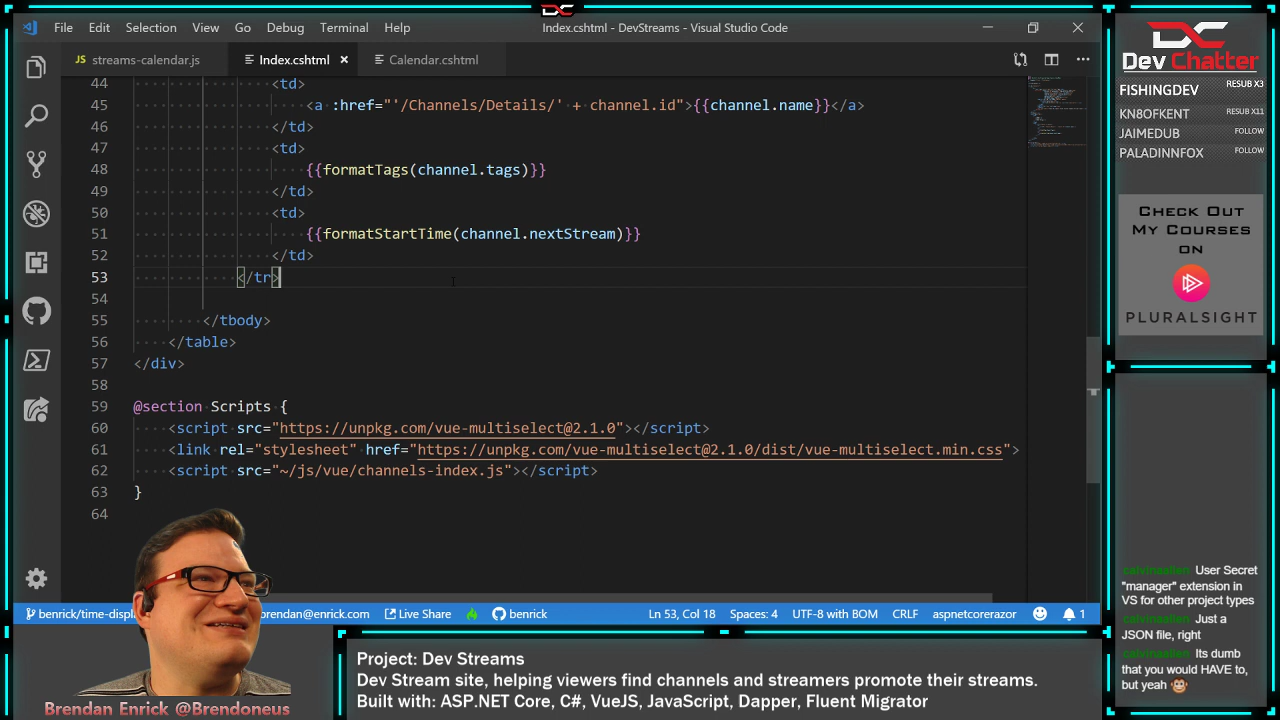 File Edit Selection View Go Debug Terminal Help
Index.cshtml - DevStreams - Visual Studio Code
JS streams-calendar.js
Index.cshtml
Calendar.cshtml
44 <td>
45 <a :href="'/Channels/Details/' + channel.id">{{channel.name}}</a>
46 </td>
47 <td>
48 {{formatTags(channel.tags)}}
49 </td>
50 <td>
51 {{formatStartTime(channel.nextStream)}}
52 </td>
53 </tr>
54
55 </tbody>
56 </table>
57 </div>
58
59 @section Scripts {
60 <script src="https://unpkg.com/vue-multiselect@2.1.0"></script>
61 <link rel="stylesheet" href="https://unpkg.com/vue-multiselect@2.1.0/dist/vue-multiselect.min.css">
62 <script src="~/js/vue/channels-index.js"></script>
63 }
64
benrick/time-displ
brendan@enrick.com
Live Share
benrick
Ln 53, Col 18
Spaces: 4
UTF-8 with BOM
CRLF
aspnetcorerazor
1
DC
Dev Chatter
FISHINGDEV RESUB X3
KN8OFKENT RESUB X11
JAIMEDUB FOLLOW
PALADINNFOX FOLLOW
CHECK OUT
MY COURSES
ON
PLURALSIGHT
calvinaallen User Secret
"manager" extension in
VS for other project types
calvinaallen Just a
JSON file, right
calvinaallen Its dumb
that you would HAVE to,
but yeah
Brendan Enrick @Brendoneus
Project: Dev Streams
Dev Stream site, helping viewers find channels and streamers promote their streams.
Built with: ASP.NET Core, C#, VueJS, JavaScript, Dapper, Fluent Migrator